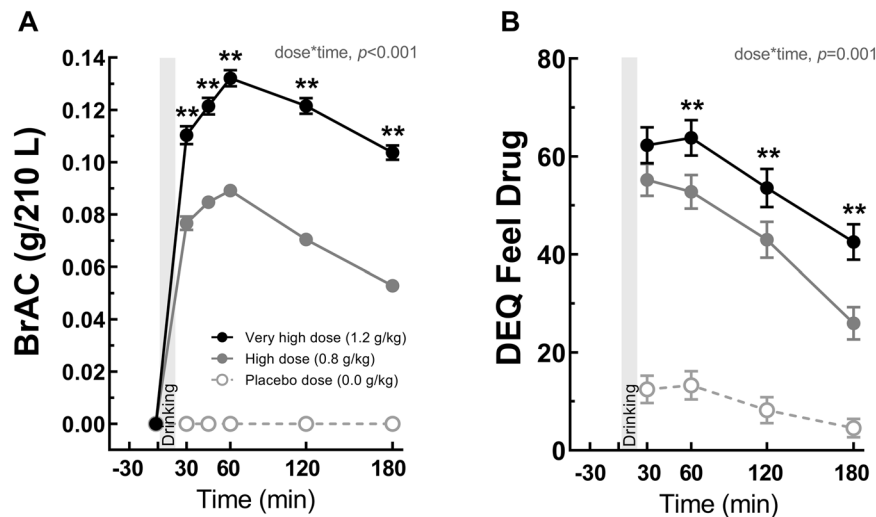 A
dose*time, p<0.001
BrAC (g/210 L)
0.14
0.12
0.10
0.08
0.06
0.04
0.02
0.00
**
**
**
**
**
Very high dose (1.2 g/kg)
High dose (0.8 g/kg)
Placebo dose (0.0 g/kg)
Drinking
-30 30 60 120 180
Time (min)
B
dose*time, p=0.001
DEQ Feel Drug
80
60
40
20
0
**
**
**
Drinking
-30 30 60 120 180
Time (min)